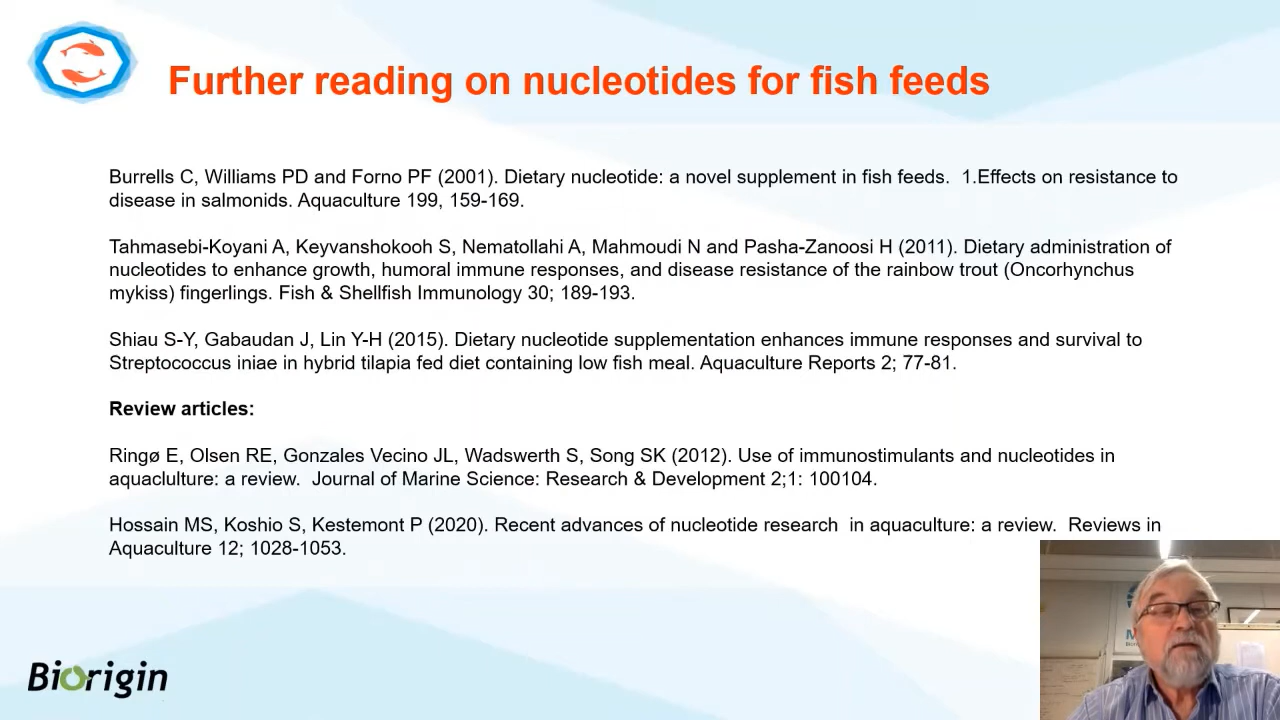 Further reading on nucleotides for fish feeds
Burrells C, Williams PD and Forno PF (2001). Dietary nucleotide: a novel supplement in fish feeds.  1.Effects on resistance to
disease in salmonids. Aquaculture 199, 159-169.
Tahmasebi-Koyani A, Keyvanshokooh S, Nematollahi A, Mahmoudi N and Pasha-Zanoosi H (2011). Dietary administration of
nucleotides to enhance growth, humoral immune responses, and disease resistance of the rainbow trout (Oncorhynchus
mykiss) fingerlings. Fish & Shellfish Immunology 30; 189-193.
Shiau S-Y, Gabaudan J, Lin Y-H (2015). Dietary nucleotide supplementation enhances immune responses and survival to
Streptococcus iniae in hybrid tilapia fed diet containing low fish meal. Aquaculture Reports 2; 77-81.
Review articles:
Ringø E, Olsen RE, Gonzales Vecino JL, Wadswerth S, Song SK (2012). Use of immunostimulants and nucleotides in
aquaclulture: a review.  Journal of Marine Science: Research & Development 2;1: 100104.
Hossain MS, Koshio S, Kestemont P (2020). Recent advances of nucleotide research  in aquaculture: a review.  Reviews in
Aquaculture 12; 1028-1053.
Biorigin